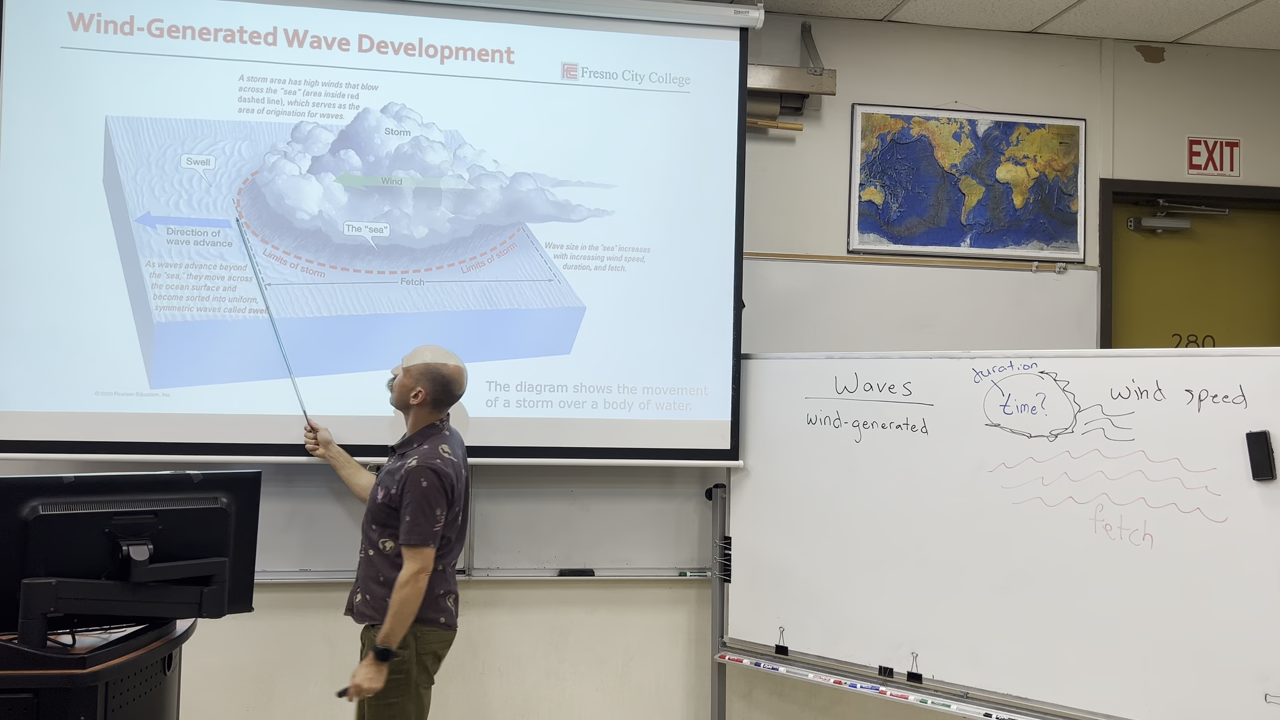 Wind-Generated Wave Development
Fresno City College
A storm area has high winds that blow
across the "sea" (area inside red
dashed line), which serves as the
area of origination for waves.
Storm
Swell
Wind
The "sea"
Direction of
wave advance
Limits of storm
Limits of storm
Wave size in the "sea" increases
with increasing wind speed,
duration, and fetch.
As waves advance beyond
the "sea," they move across
the ocean surface and
become sorted into uniform,
symmetric waves called swell
Fetch
The diagram shows the movement
of a storm over a body of water.
EXIT
280
Waves
wind-generated
duration
time?
wind speed
fetch